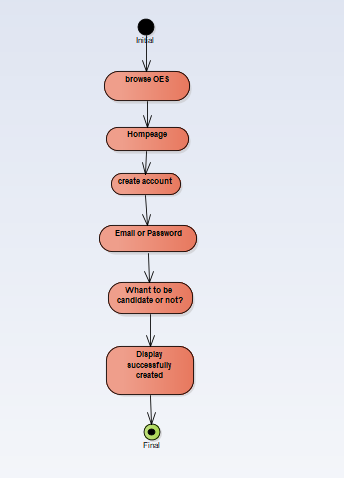 Initial
browse OES
Hompeage
create account
Email or Password
Whant to be
candidate or not?
Display
successfully
created
Final